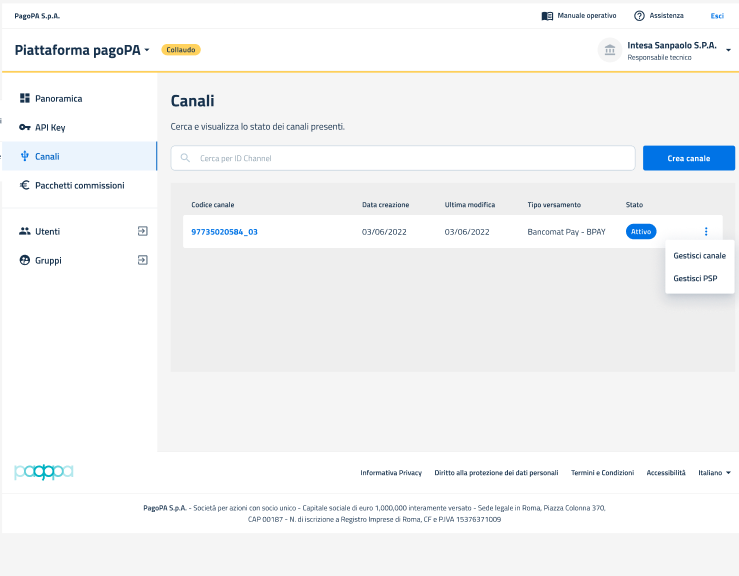 PagoPA S.p.A.
Manuale operativo
Assistenza
Esci
Piattaforma pagoPA
Collaudo
Intesa Sanpaolo S.P.A.
Responsabile tecnico
Panoramica
API Key
Canali
Pacchetti commissioni
Utenti
Gruppi
Canali
Cerca e visualizza lo stato dei canali presenti.
Cerca per ID Channel
Crea canale
Codice canale Data creazione Ultima modifica Tipo versamento Stato
97735020584_03 03/06/2022 03/06/2022 Bancomat Pay - BPAY Attivo
Gestisci canale
Gestisci PSP
pagopa
Informativa Privacy Diritto alla protezione dei dati personali Termini e Condizioni Accessibilità Italiano
PagoPA S.p.A. - Società per azioni con socio unico - Capitale sociale di euro 1,000,000 interamente versato - Sede legale in Roma, Piazza Colonna 370,
CAP 00187 - N. di iscrizione a Registro Imprese di Roma, CF e P.IVA 15376371009